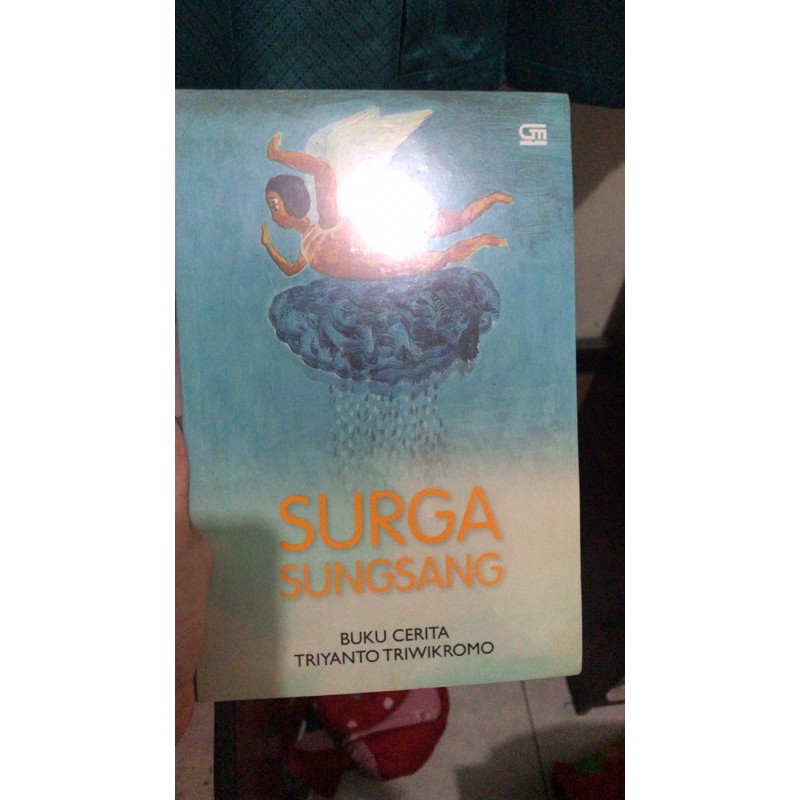 SURGA
SUNGSANG
BUKU CERITA
TRIYANTO TRIWIKROMO